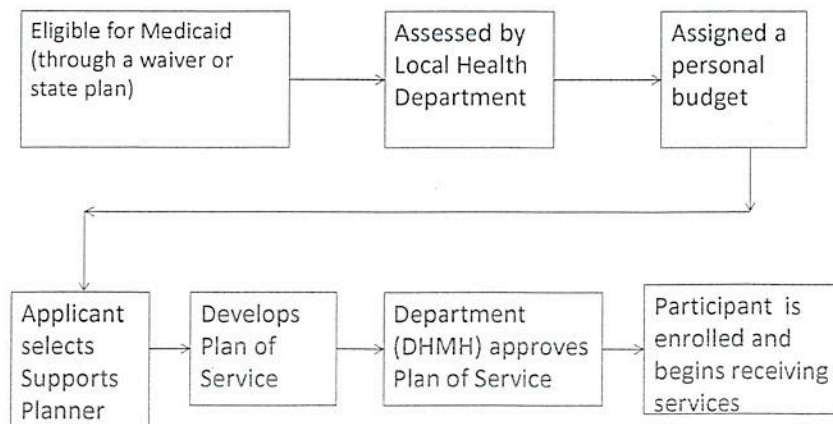 Eligible for Medicaid
(through a waiver or
state plan)
Assessed by
Local Health
Department
Assigned a
personal
budget
Applicant
selects
Supports
Planner
Develops
Plan of
Service
Department
(DHMH) approves
Plan of Service
Participant is
enrolled and
begins receiving
services